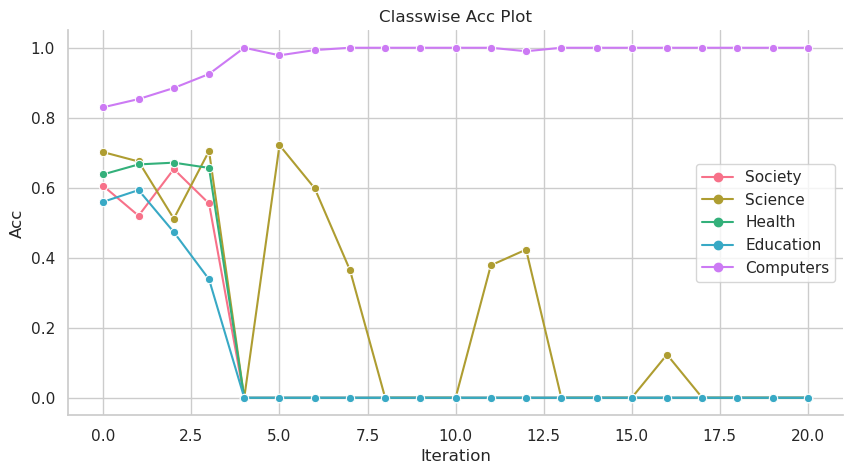 Classwise Acc Plot
1.0
0.8
0.6
0.4
0.2
0.0
Acc
Society
Science
Health
Education
Computers
0.0 2.5 5.0 7.5 10.0 12.5 15.0 17.5 20.0
Iteration